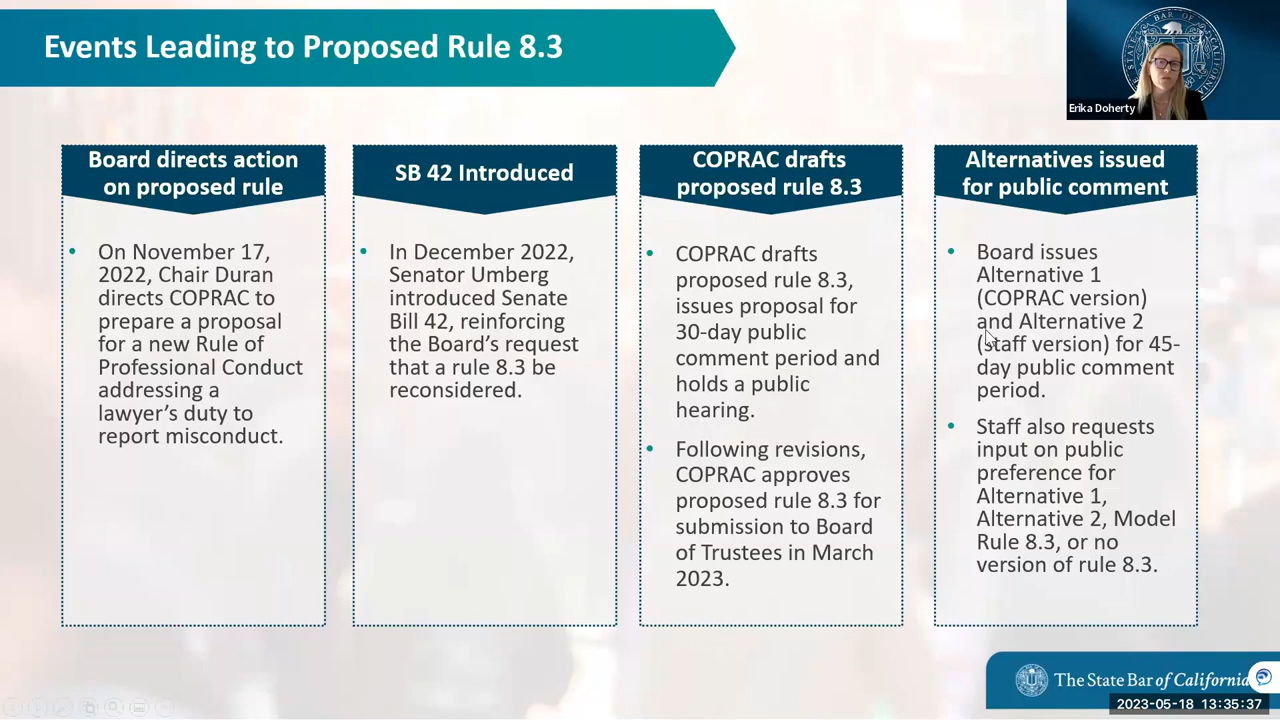 Events Leading to Proposed Rule 8.3
Erika Doherty
Board directs action
on proposed rule
• On November 17,
2022, Chair Duran
directs COPRAC to
prepare a proposal
for a new Rule of
Professional Conduct
addressing a
lawyer's duty to
report misconduct.
SB 42 Introduced
• In December 2022,
Senator Umberg
introduced Senate
Bill 42, reinforcing
the Board's request
that a rule 8.3 be
reconsidered.
COPRAC drafts
proposed rule 8.3
• COPRAC drafts
proposed rule 8.3,
issues proposal for
30-day public
comment period and
holds a public
hearing.
• Following revisions,
COPRAC approves
proposed rule 8.3 for
submission to Board
of Trustees in March
2023.
Alternatives issued
for public comment
• Board issues
Alternative 1
(COPRAC version)
and Alternative 2
(staff version) for 45-
day public comment
period.
• Staff also requests
input on public
preference for
Alternative 1,
Alternative 2, Model
Rule 8.3, or no
version of rule 8.3.
The State Bar of California
2023-05-18 13:35:37